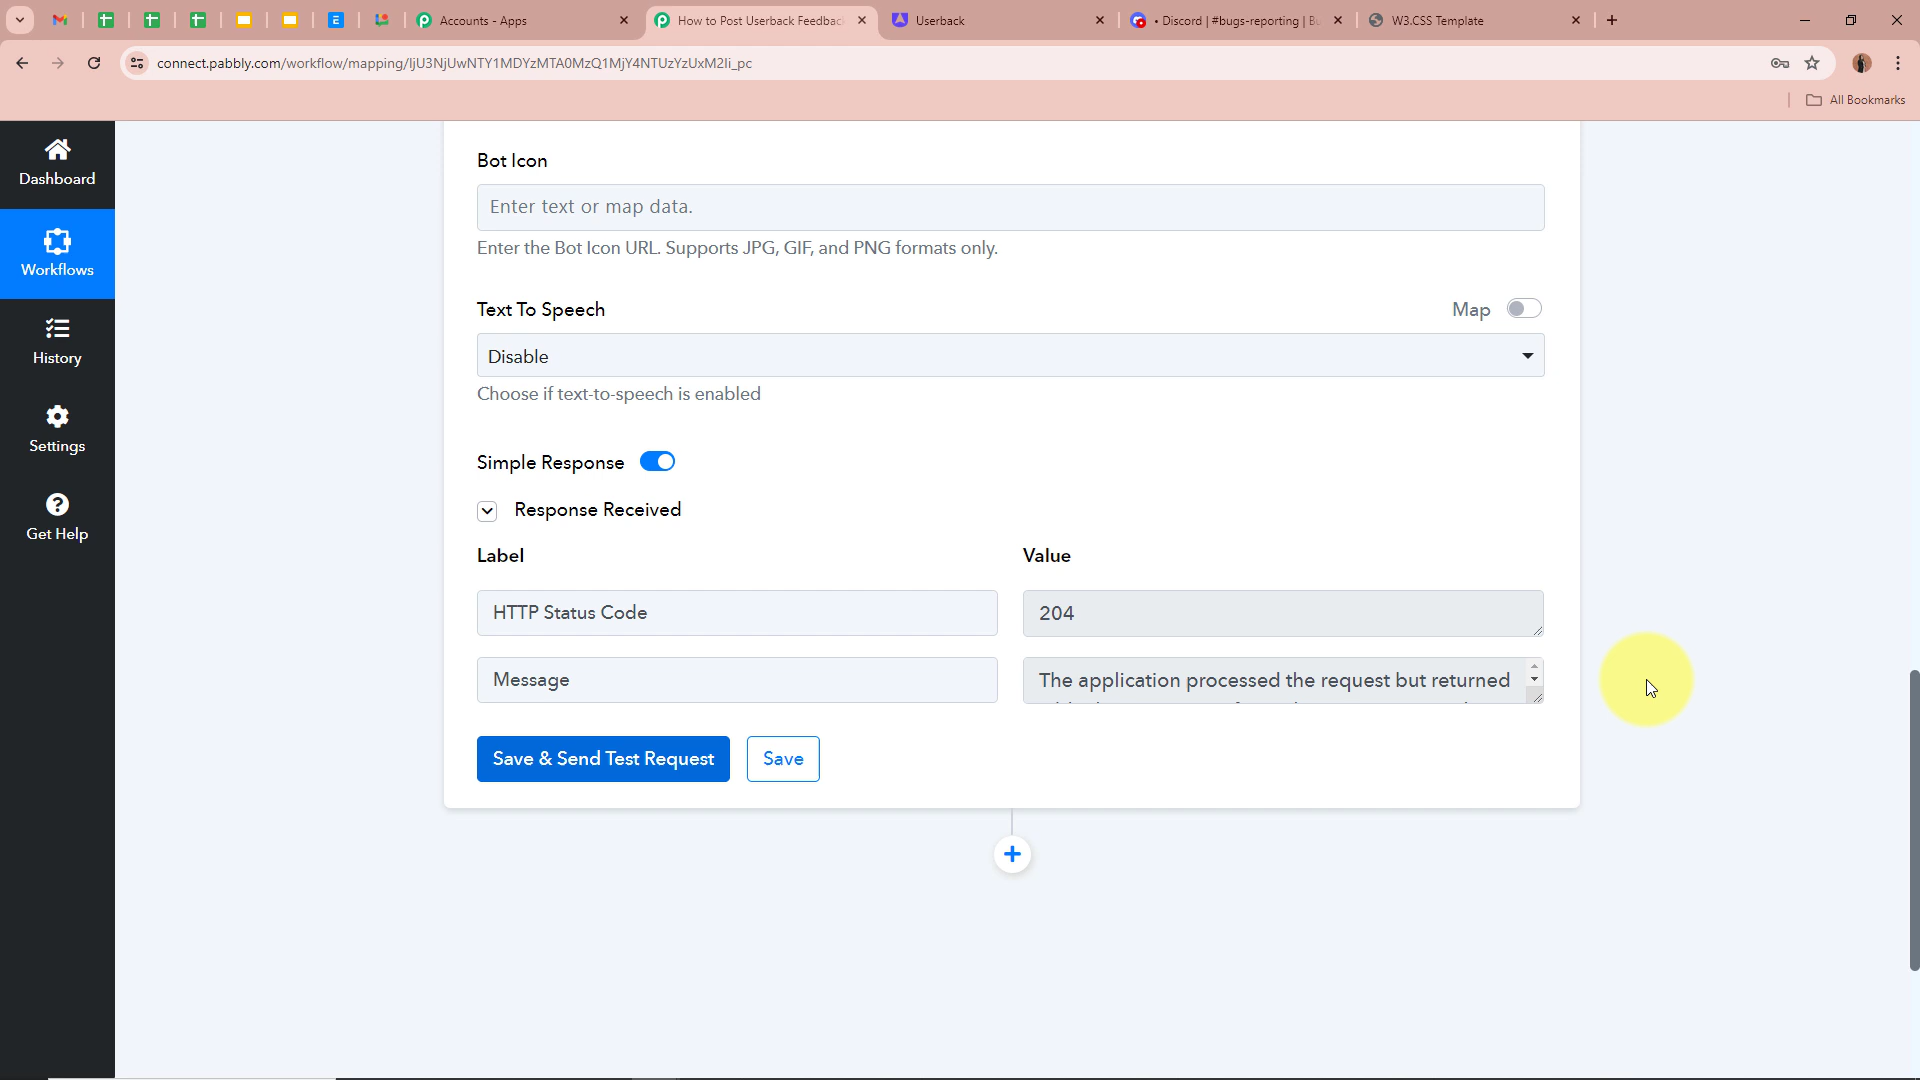 Accounts - Apps
How to Post Userback Feedback
Userback
• Discord | #bugs-reporting | Bu
W3.CSS Template
connect.pabbly.com/workflow/mapping/IjU3NjUwNTY1MDYzMTA0MzQ1MjY4NTUzYzUxM2Ii_pc
All Bookmarks
Dashboard
Workflows
History
Settings
Get Help
Bot Icon
Enter text or map data.
Enter the Bot Icon URL. Supports JPG, GIF, and PNG formats only.
Text To Speech
Map
Disable
Choose if text-to-speech is enabled
Simple Response
Response Received
Label
Value
HTTP Status Code
204
Message
The application processed the request but returned
Save & Send Test Request
Save